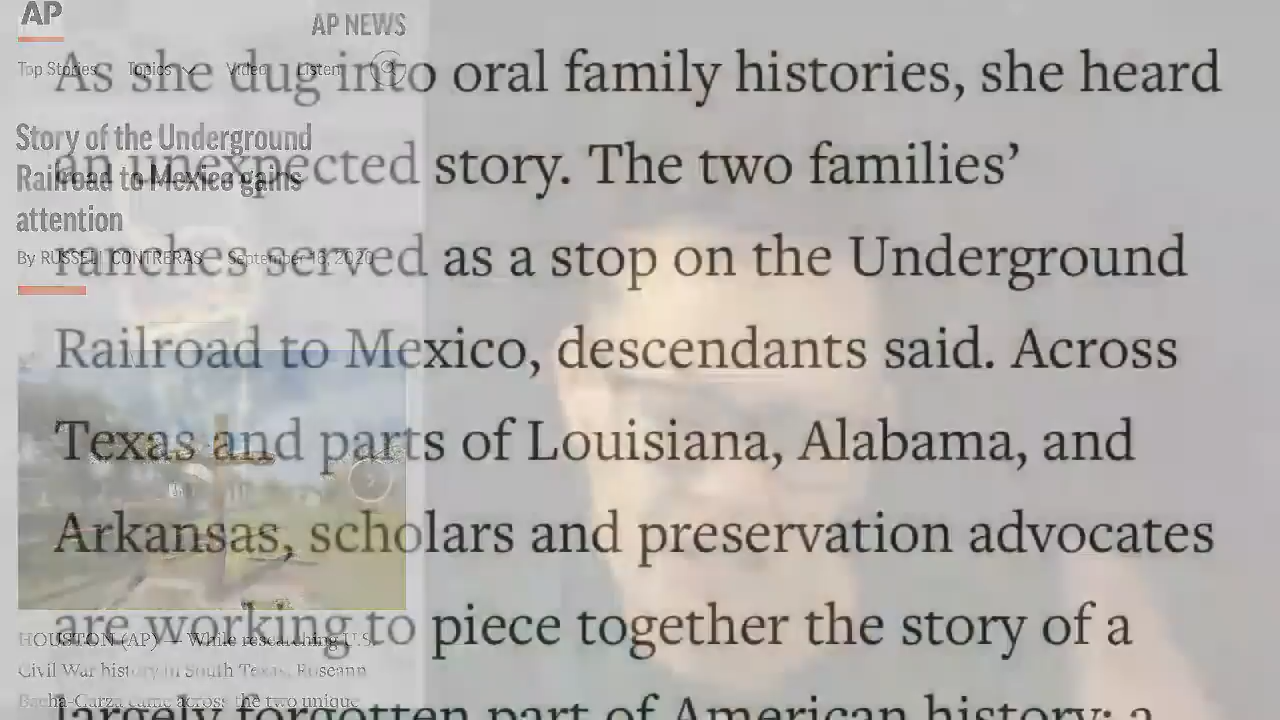 AP
AP NEWS
Top Stories Topics Video Listen
Story of the Underground
Railroad to Mexico gains
attention
By RUSSELL CONTRERAS September 16, 2020
HOUSTON (AP) — While researching U.S.
Civil War history in South Texas, Roseann
Bacha-Garza came across the two unique
As she dug into oral family histories, she heard
an unexpected story. The two families’
ranches served as a stop on the Underground
Railroad to Mexico, descendants said. Across
Texas and parts of Louisiana, Alabama, and
Arkansas, scholars and preservation advocates
are working to piece together the story of a
largely forgotten part of American history: a